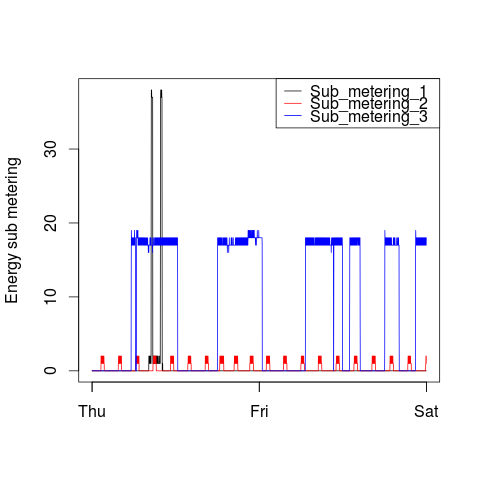 Sub_metering_1
Sub_metering_2
Sub_metering_3
Energy sub metering
30
20
10
0
Thu
Fri
Sat